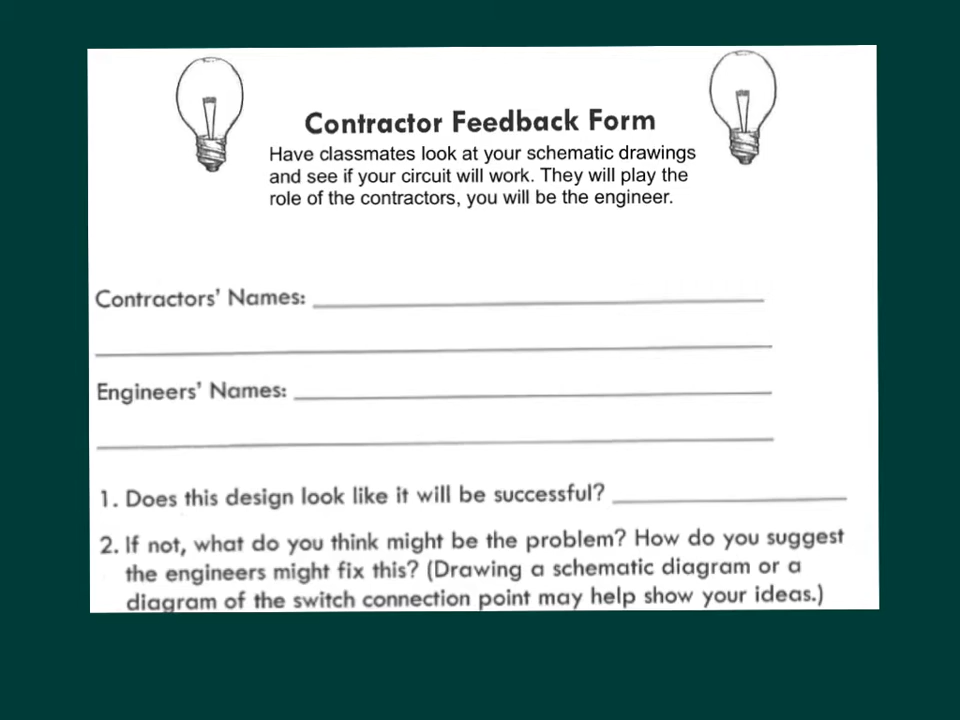 Contractor Feedback Form
Have classmates look at your schematic drawings
and see if your circuit will work. They will play the
role of the contractors, you will be the engineer.
Contractors' Names:
Engineers' Names:
1. Does this design look like it will be successful?
2. If not, what do you think might be the problem? How do you suggest
the engineers might fix this? (Drawing a schematic diagram or a
diagram of the switch connection point may help show your ideas.)